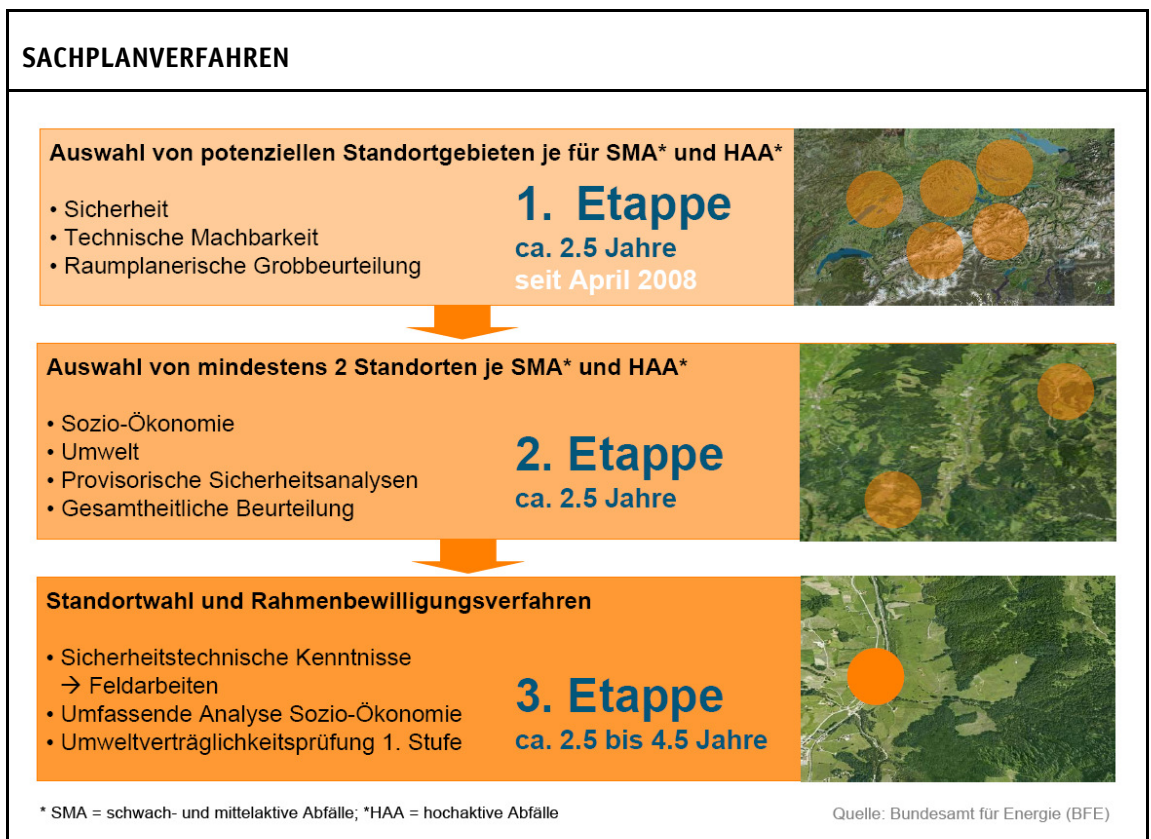 SACHPLANVERFAHREN
Auswahl von potenziellen Standortgebieten je für SMA* und HAA*
• Sicherheit
• Technische Machbarkeit
• Raumplanerische Grobbeurteilung
1. Etappe
ca. 2.5 Jahre
seit April 2008
Auswahl von mindestens 2 Standorten je SMA* und HAA*
• Sozio-Ökonomie
• Umwelt
• Provisorische Sicherheitsanalysen
• Gesamtheitliche Beurteilung
2. Etappe
ca. 2.5 Jahre
Standortwahl und Rahmenbewilligungsverfahren
• Sicherheitstechnische Kenntnisse
→ Feldarbeiten
• Umfassende Analyse Sozio-Ökonomie
• Umweltverträglichkeitsprüfung 1. Stufe
3. Etappe
ca. 2.5 bis 4.5 Jahre
* SMA = schwach- und mittelaktive Abfälle; *HAA = hochaktive Abfälle
Quelle: Bundesamt für Energie (BFE)